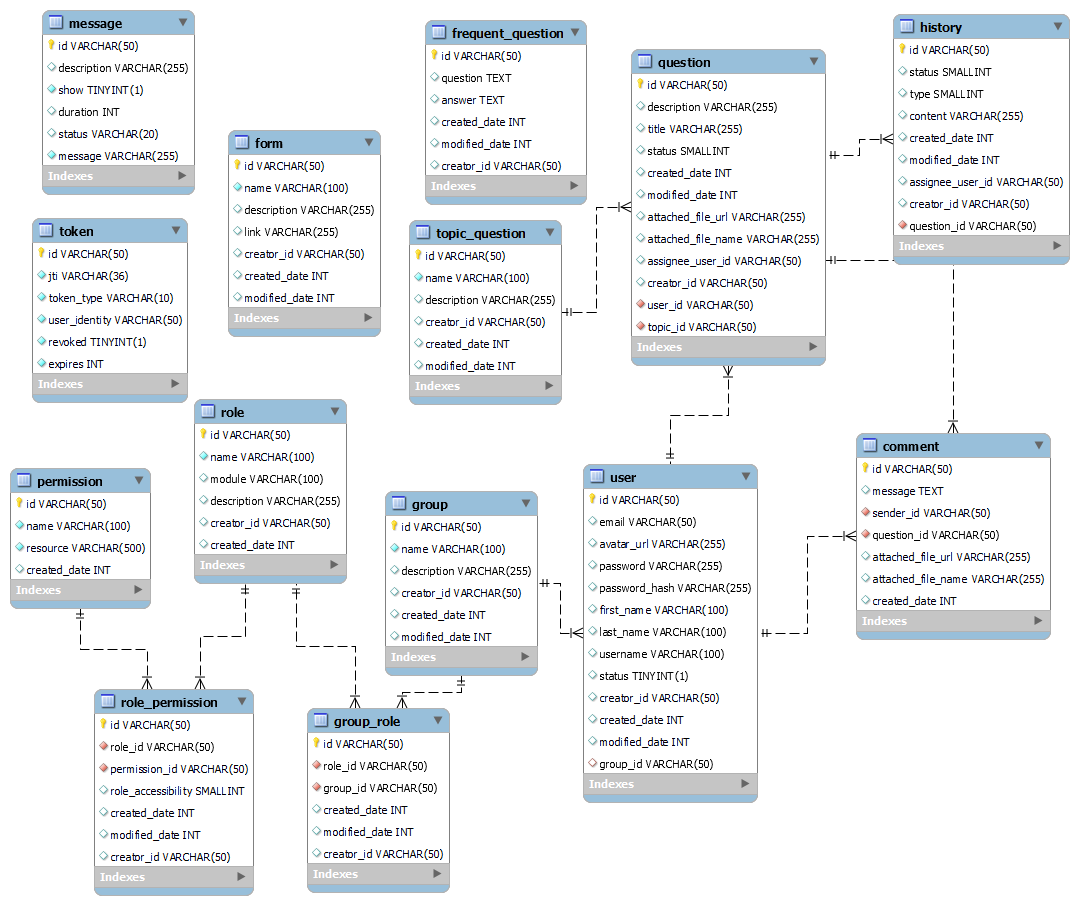 message
id VARCHAR(50)
description VARCHAR(255)
show TINYINT(1)
duration INT
status VARCHAR(20)
message VARCHAR(255)
Indexes
frequent_question
id VARCHAR(50)
question TEXT
answer TEXT
created_date INT
modified_date INT
creator_id VARCHAR(50)
Indexes
question
id VARCHAR(50)
description VARCHAR(255)
title VARCHAR(255)
status SMALLINT
created_date INT
modified_date INT
attached_file_url VARCHAR(255)
attached_file_name VARCHAR(255)
assignee_user_id VARCHAR(50)
creator_id VARCHAR(50)
user_id VARCHAR(50)
topic_id VARCHAR(50)
Indexes
history
id VARCHAR(50)
status SMALLINT
type SMALLINT
content VARCHAR(255)
created_date INT
modified_date INT
assignee_user_id VARCHAR(50)
creator_id VARCHAR(50)
question_id VARCHAR(50)
Indexes
form
id VARCHAR(50)
name VARCHAR(100)
description VARCHAR(255)
link VARCHAR(255)
creator_id VARCHAR(50)
created_date INT
modified_date INT
Indexes
token
id VARCHAR(50)
jti VARCHAR(36)
token_type VARCHAR(10)
user_identity VARCHAR(50)
revoked TINYINT(1)
expires INT
Indexes
topic_question
id VARCHAR(50)
name VARCHAR(100)
description VARCHAR(255)
creator_id VARCHAR(50)
created_date INT
modified_date INT
Indexes
role
id VARCHAR(50)
name VARCHAR(100)
module VARCHAR(100)
description VARCHAR(255)
creator_id VARCHAR(50)
created_date INT
Indexes
permission
id VARCHAR(50)
name VARCHAR(100)
resource VARCHAR(500)
created_date INT
Indexes
group
id VARCHAR(50)
name VARCHAR(100)
description VARCHAR(255)
creator_id VARCHAR(50)
created_date INT
modified_date INT
Indexes
user
id VARCHAR(50)
email VARCHAR(50)
avatar_url VARCHAR(255)
password VARCHAR(255)
password_hash VARCHAR(255)
first_name VARCHAR(100)
last_name VARCHAR(100)
username VARCHAR(100)
status TINYINT(1)
creator_id VARCHAR(50)
created_date INT
modified_date INT
group_id VARCHAR(50)
Indexes
comment
id VARCHAR(50)
message TEXT
sender_id VARCHAR(50)
question_id VARCHAR(50)
attached_file_url VARCHAR(255)
attached_file_name VARCHAR(255)
created_date INT
Indexes
role_permission
id VARCHAR(50)
role_id VARCHAR(50)
permission_id VARCHAR(50)
role_accessibility SMALLINT
created_date INT
modified_date INT
creator_id VARCHAR(50)
Indexes
group_role
id VARCHAR(50)
role_id VARCHAR(50)
group_id VARCHAR(50)
created_date INT
modified_date INT
creator_id VARCHAR(50)
Indexes